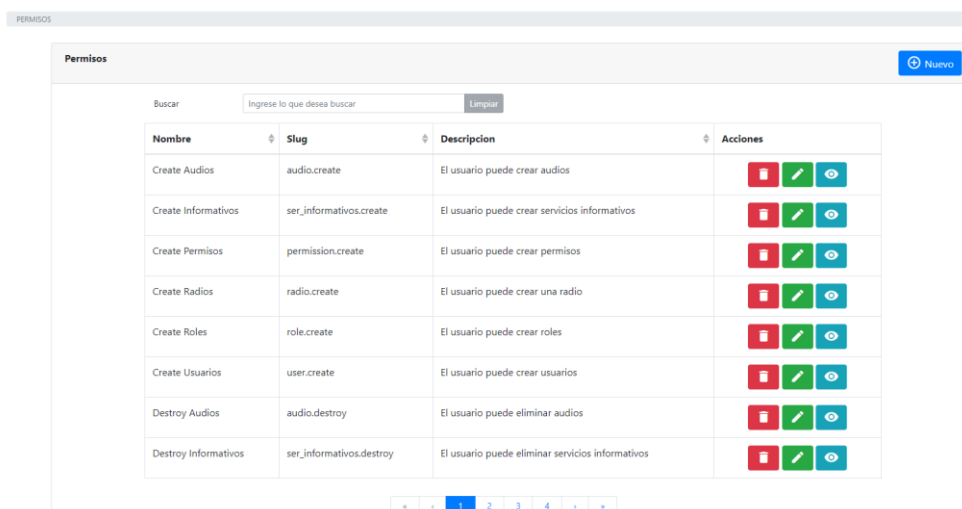 PERMISOS
Permisos
Nuevo
Buscar Ingrese lo que desea buscar Limpiar
Nombre Slug Descripcion Acciones
Create Audios audio.create El usuario puede crear audios
Create Informativos ser_informativos.create El usuario puede crear servicios informativos
Create Permisos permission.create El usuario puede crear permisos
Create Radios radio.create El usuario puede crear una radio
Create Roles role.create El usuario puede crear roles
Create Usuarios user.create El usuario puede crear usuarios
Destroy Audios audio.destroy El usuario puede eliminar audios
Destroy Informativos ser_informativos.destroy El usuario puede eliminar servicios informativos
« ‹ 1 2 3 4 › »